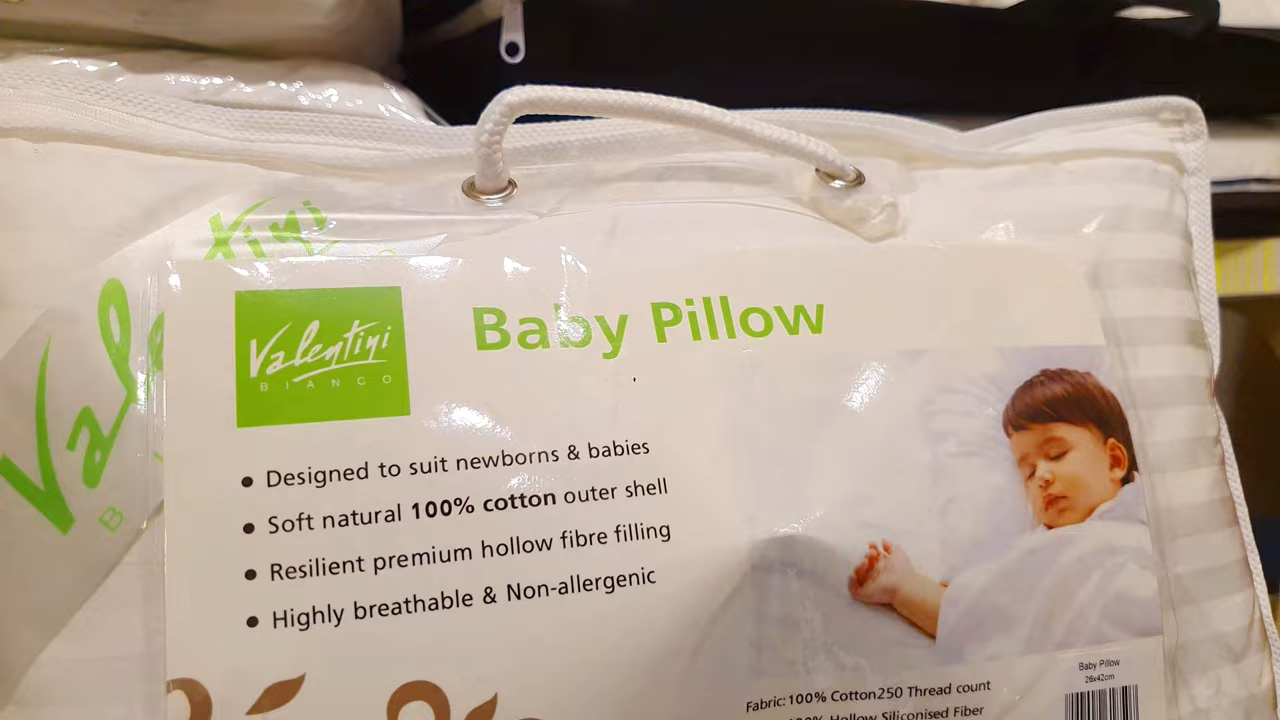 Valentini
BIANCO
Baby Pillow
• Designed to suit newborns & babies
• Soft natural 100% cotton outer shell
• Resilient premium hollow fibre filling
• Highly breathable & Non-allergenic
Baby Pillow
26x42cm
Fabric:100% Cotton250 Thread count
Hollow Siliconised Fiber